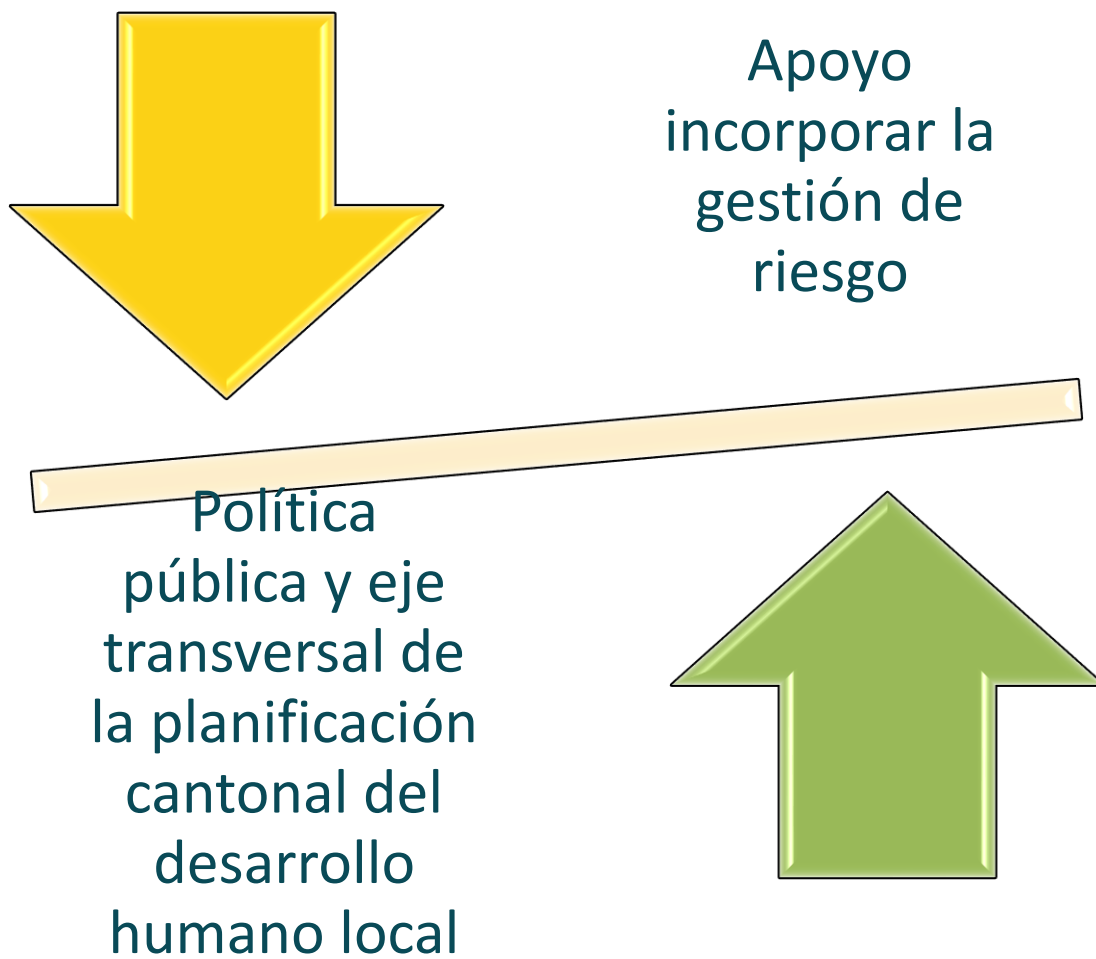 Apoyo
incorporar la
gestión de
riesgo
Política
pública y eje
transversal de
la planificación
cantonal del
desarrollo
humano local